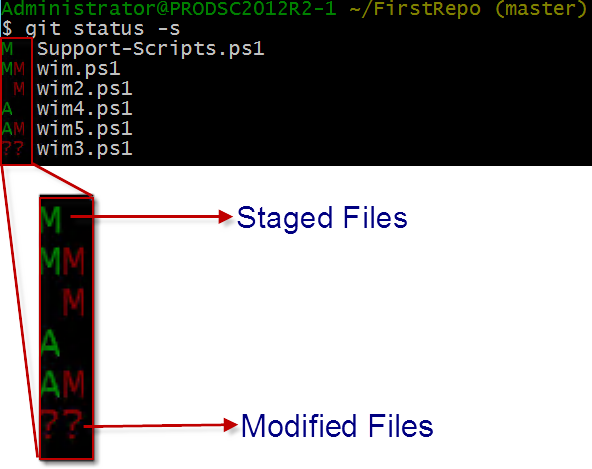 Administrator@PRODSC2012R2-1 ~/FirstRepo (master)
$ git status -s
M  Support-Scripts.ps1
MM wim.ps1
 M wim2.ps1
A  wim4.ps1
AM wim5.ps1
?? wim3.ps1
M Staged Files
MM
 M
A
AM
?? Modified Files